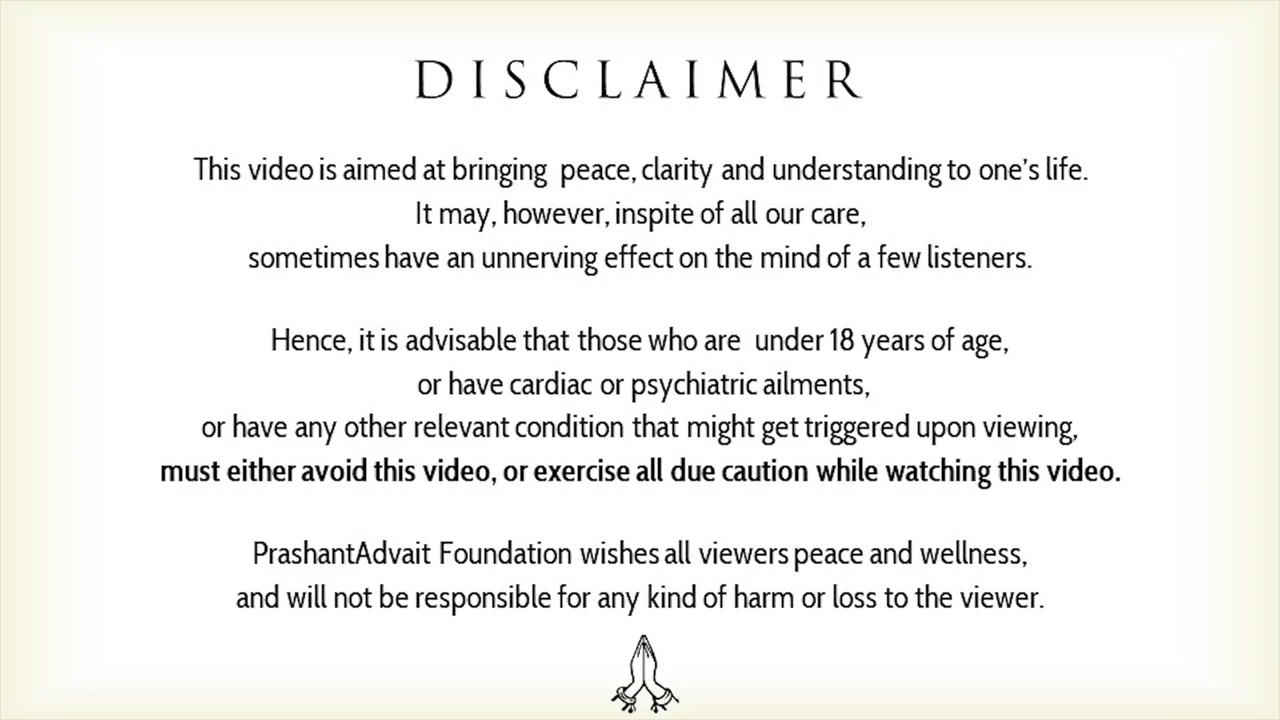 DISCLAIMER
This video is aimed at bringing peace, clarity and understanding to one's life.
It may, however, inspite of all our care,
sometimes have an unnerving effect on the mind of a few listeners.
Hence, it is advisable that those who are under 18 years of age,
or have cardiac or psychiatric ailments,
or have any other relevant condition that might get triggered upon viewing,
must either avoid this video, or exercise all due caution while watching this video.
PrashantAdvait Foundation wishes all viewers peace and wellness,
and will not be responsible for any kind of harm or loss to the viewer.